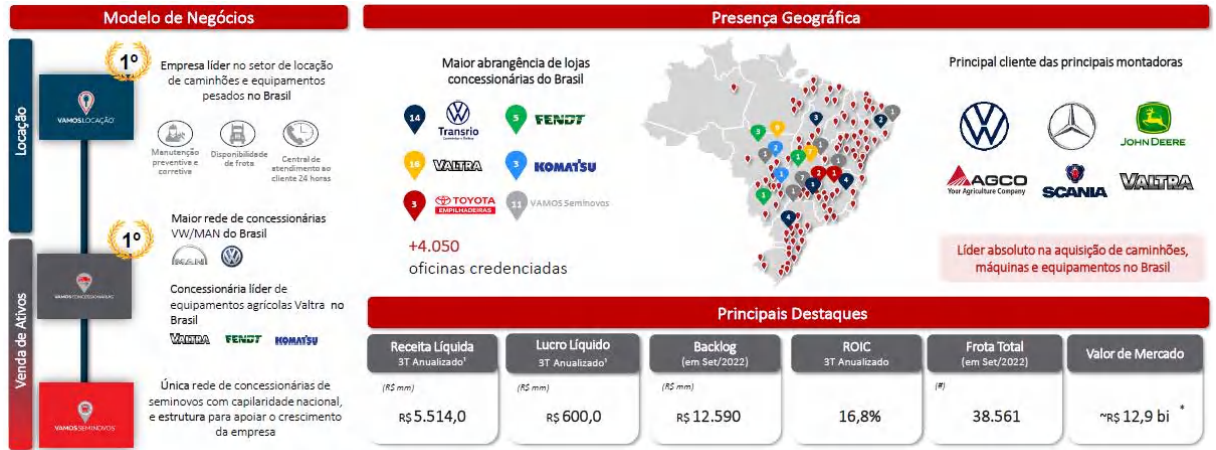 Modelo de Negócios
Locação
1º
VAMOS LOCAÇÃO
Empresa líder no setor de locação
de caminhões e equipamentos
pesados no Brasil
Manutenção
preventiva e
corretiva
Disponibilidade
de frota
Central de
atendimento ao
cliente 24 horas
Venda de Ativos
1º
VAMOS CONCESSIONÁRIAS
Maior rede de concessionárias
VW/MAN do Brasil
MAN
Concessionária líder de
equipamentos agrícolas Valtra no
Brasil
VALTRA FENDT KOMATSU
VAMOS SEMINOVOS
Única rede de concessionárias de
seminovos com capilaridade nacional,
e estrutura para apoiar o crescimento
da empresa
Presença Geográfica
Maior abrangência de lojas
concessionárias do Brasil
14 Transrio
5 FENDT
16 VALTRA
3 KOMATSU
3 TOYOTA
EMPILHADEIRAS
11 VAMOS Seminovos
+4.050
oficinas credenciadas
Principal cliente das principais montadoras
JOHN DEERE
AGCO
Your Agriculture Company
SCANIA
VALTRA
Líder absoluto na aquisição de caminhões,
máquinas e equipamentos no Brasil
Principais Destaques
Receita Líquida
3T Anualizado¹
(R$ mm)
R$ 5.514,0
Lucro Líquido
3T Anualizado¹
(R$ mm)
R$ 600,0
Backlog
(em Set/2022)
(R$ mm)
R$ 12.590
ROIC
3T Anualizado
16,8%
Frota Total
(em Set/2022)
(#)
38.561
Valor de Mercado
~R$ 12,9 bi *